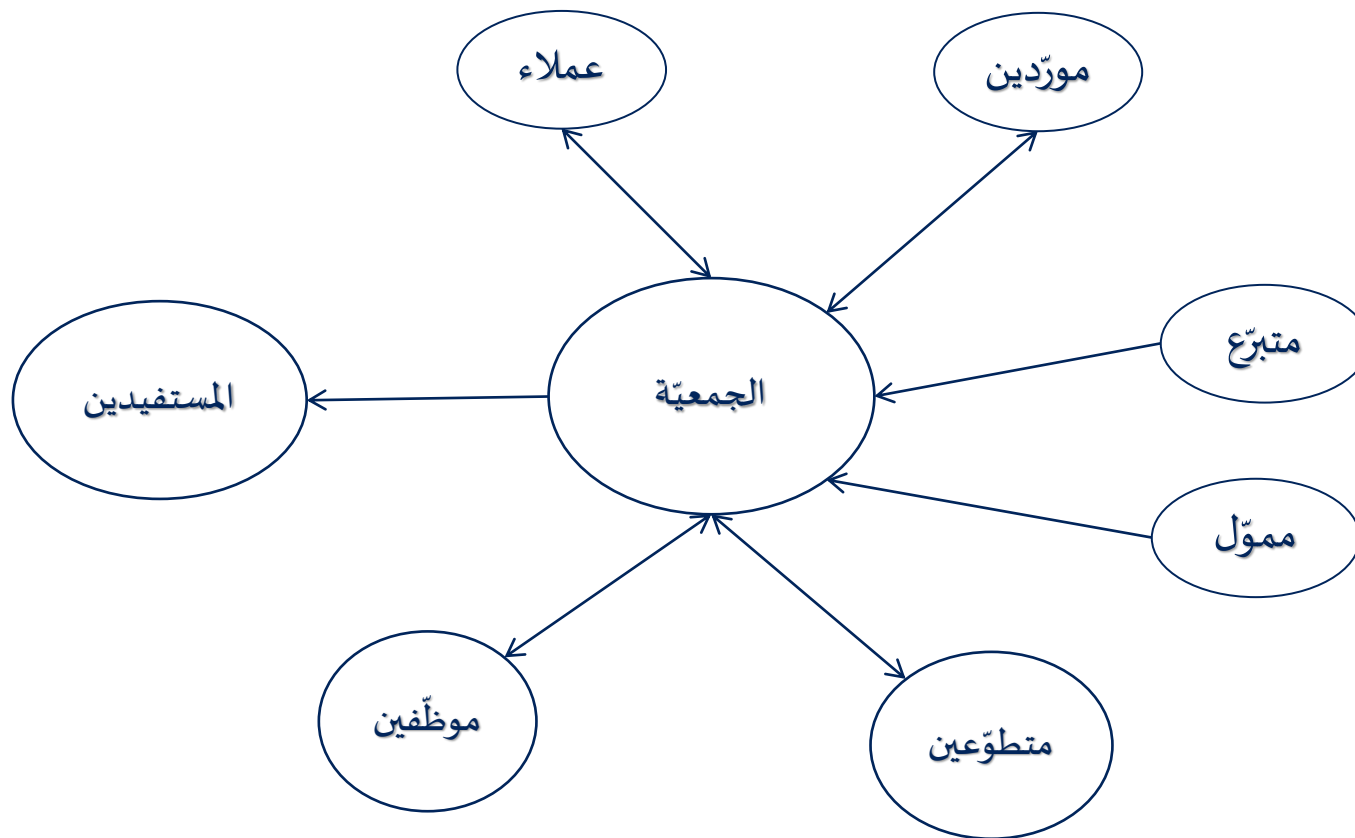 مورّدين
عملاء
متبرّع
الجمعيّة
المستفيدين
مموّل
موظّفين
متطوّعين